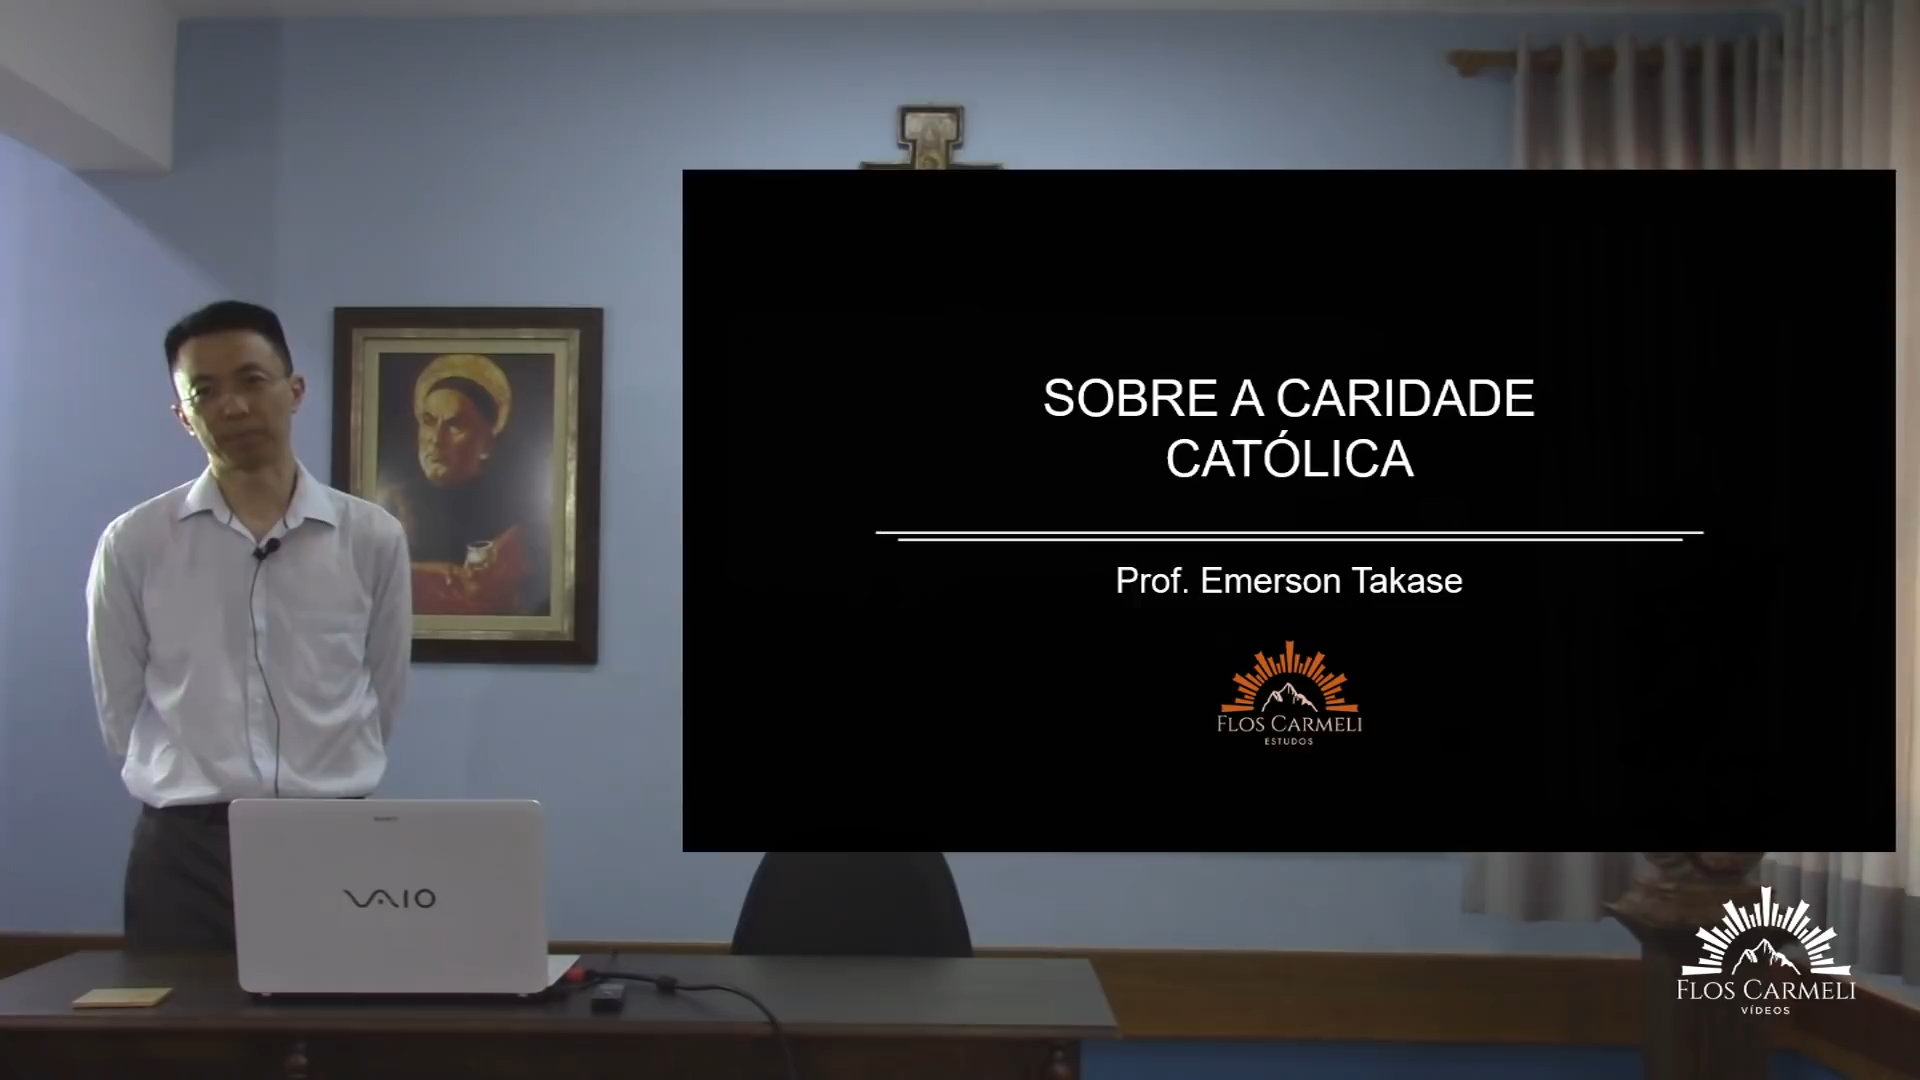 SOBRE A CARIDADE
CATÓLICA
Prof. Emerson Takase
FLOS CARMELI
ESTUDOS
VAIO
FLOS CARMELI
VÍDEOS